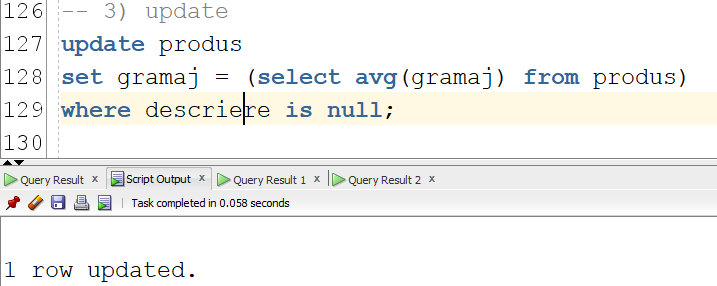 126 -- 3) update
127 update produs
128 set gramaj = (select avg(gramaj) from produs)
129 where descriere is null;
130
Query Result x Script Output x Query Result 1 x Query Result 2 x
Task completed in 0.058 seconds
1 row updated.